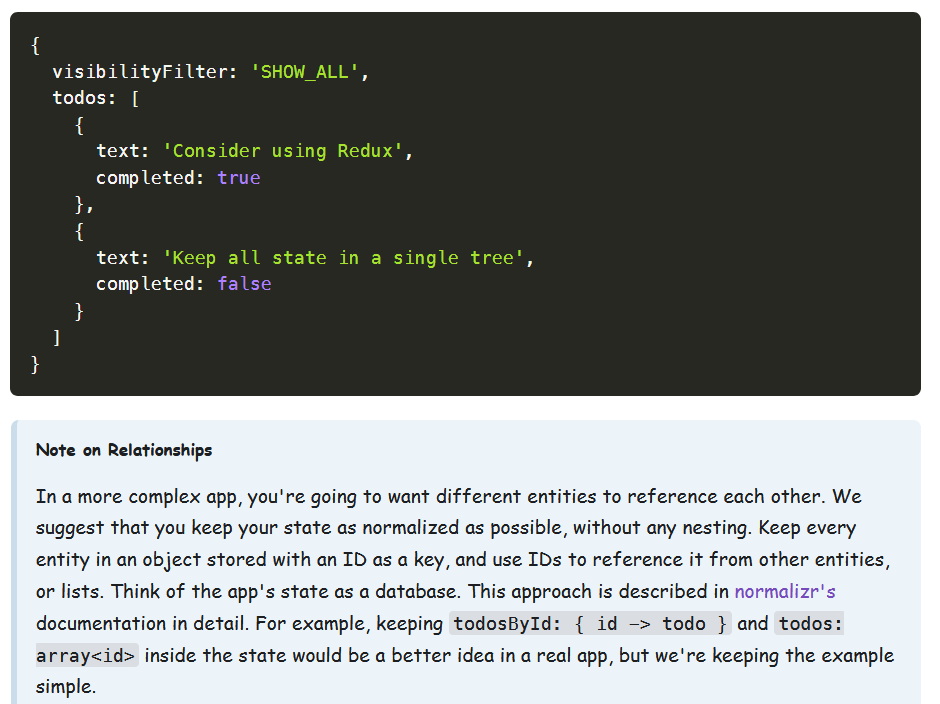 {
  visibilityFilter: 'SHOW_ALL',
  todos: [
    {
      text: 'Consider using Redux',
      completed: true
    },
    {
      text: 'Keep all state in a single tree',
      completed: false
    }
  ]
}
Note on Relationships
In a more complex app, you're going to want different entities to reference each other. We
suggest that you keep your state as normalized as possible, without any nesting. Keep every
entity in an object stored with an ID as a key, and use IDs to reference it from other entities,
or lists. Think of the app's state as a database. This approach is described in normalizr's
documentation in detail. For example, keeping todosById: { id -> todo } and todos:
array<id> inside the state would be a better idea in a real app, but we're keeping the example
simple.